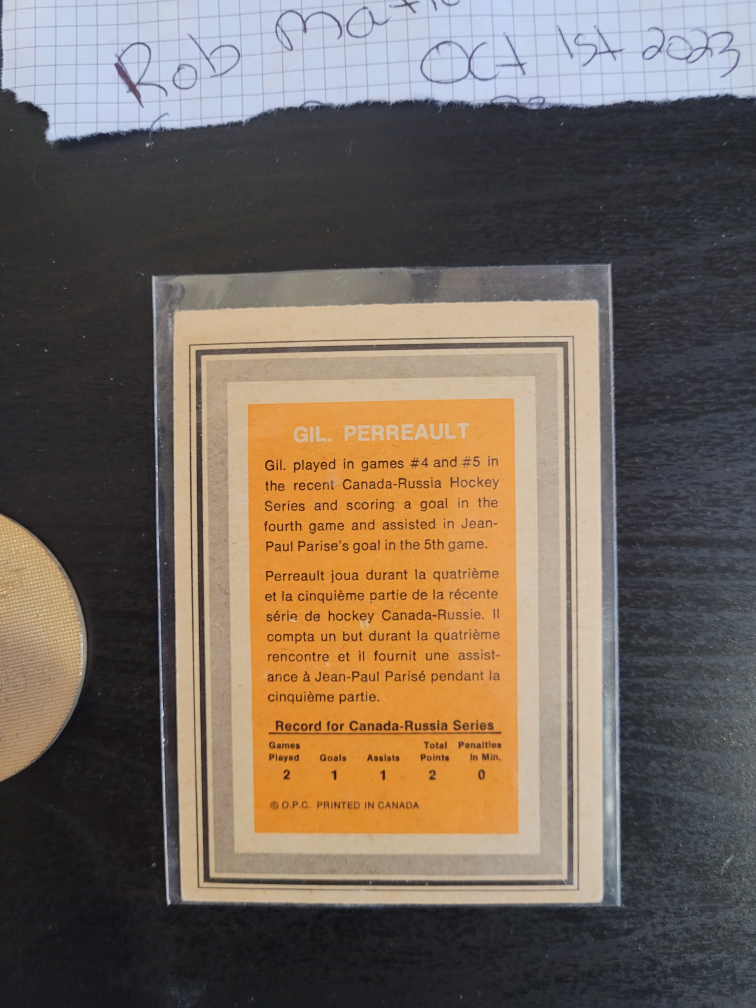 Rob
Oct 1st 2023
GIL. PERREAULT
Gil. played in games #4 and #5 in
the recent Canada-Russia Hockey
Series and scoring a goal in the
fourth game and assisted in Jean-
Paul Parise's goal in the 5th game.
Perreault joua durant la quatrième
et la cinquième partie de la récente
série de hockey Canada-Russie. Il
compta un but durant la quatrième
rencontre et il fournit une assist-
ance à Jean-Paul Parisé pendant la
cinquième partie.
Record for Canada-Russia Series
Games Total Penalties
Played Goals Assists Points In Min.
2 1 1 2 0
© O.P.C. PRINTED IN CANADA